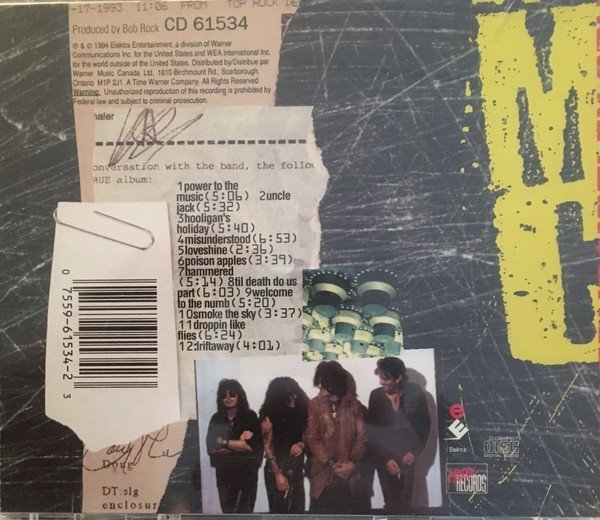 -17-1993 11:06 FROM TOP ROCK DE
Produced by Bob Rock CD 61534
℗ & © 1994 Elektra Entertainment, a division of Warner
Communications Inc. for the United States and WEA International Inc.
for the world outside of the United States. Distributed by/Distribue par
Warner Music Canada Ltd. 1810 Birchmount Rd., Scarborough,
Ontario M1P 2J1 A Time Warner Company. All Rights Reserved.
Warning. Unauthorized reproduction of this recording is prohibited by
Federal law and subject to criminal prosecution.
haler
onversation with the band, the follow
RUE album:
1power to the
music(5:06) 2uncle
jack(5:32)
3hooligan's
holiday(5:40)
4misunderstood(6:53)
5loveshine(2:36)
6poison apples(3:39)
7hammered
(5:14) 8til death do us
part(6:03) 9welcome
to the numb(5:20)
10smoke the sky(3:37)
11droppin like
flies(6:24)
12driftaway(4:01)
0 7559-61534-2 3
Doug
DT:slg
enclosur
M
C
e
E
Elektra
COMPACT
disc
DIGITAL AUDIO
RECORDS